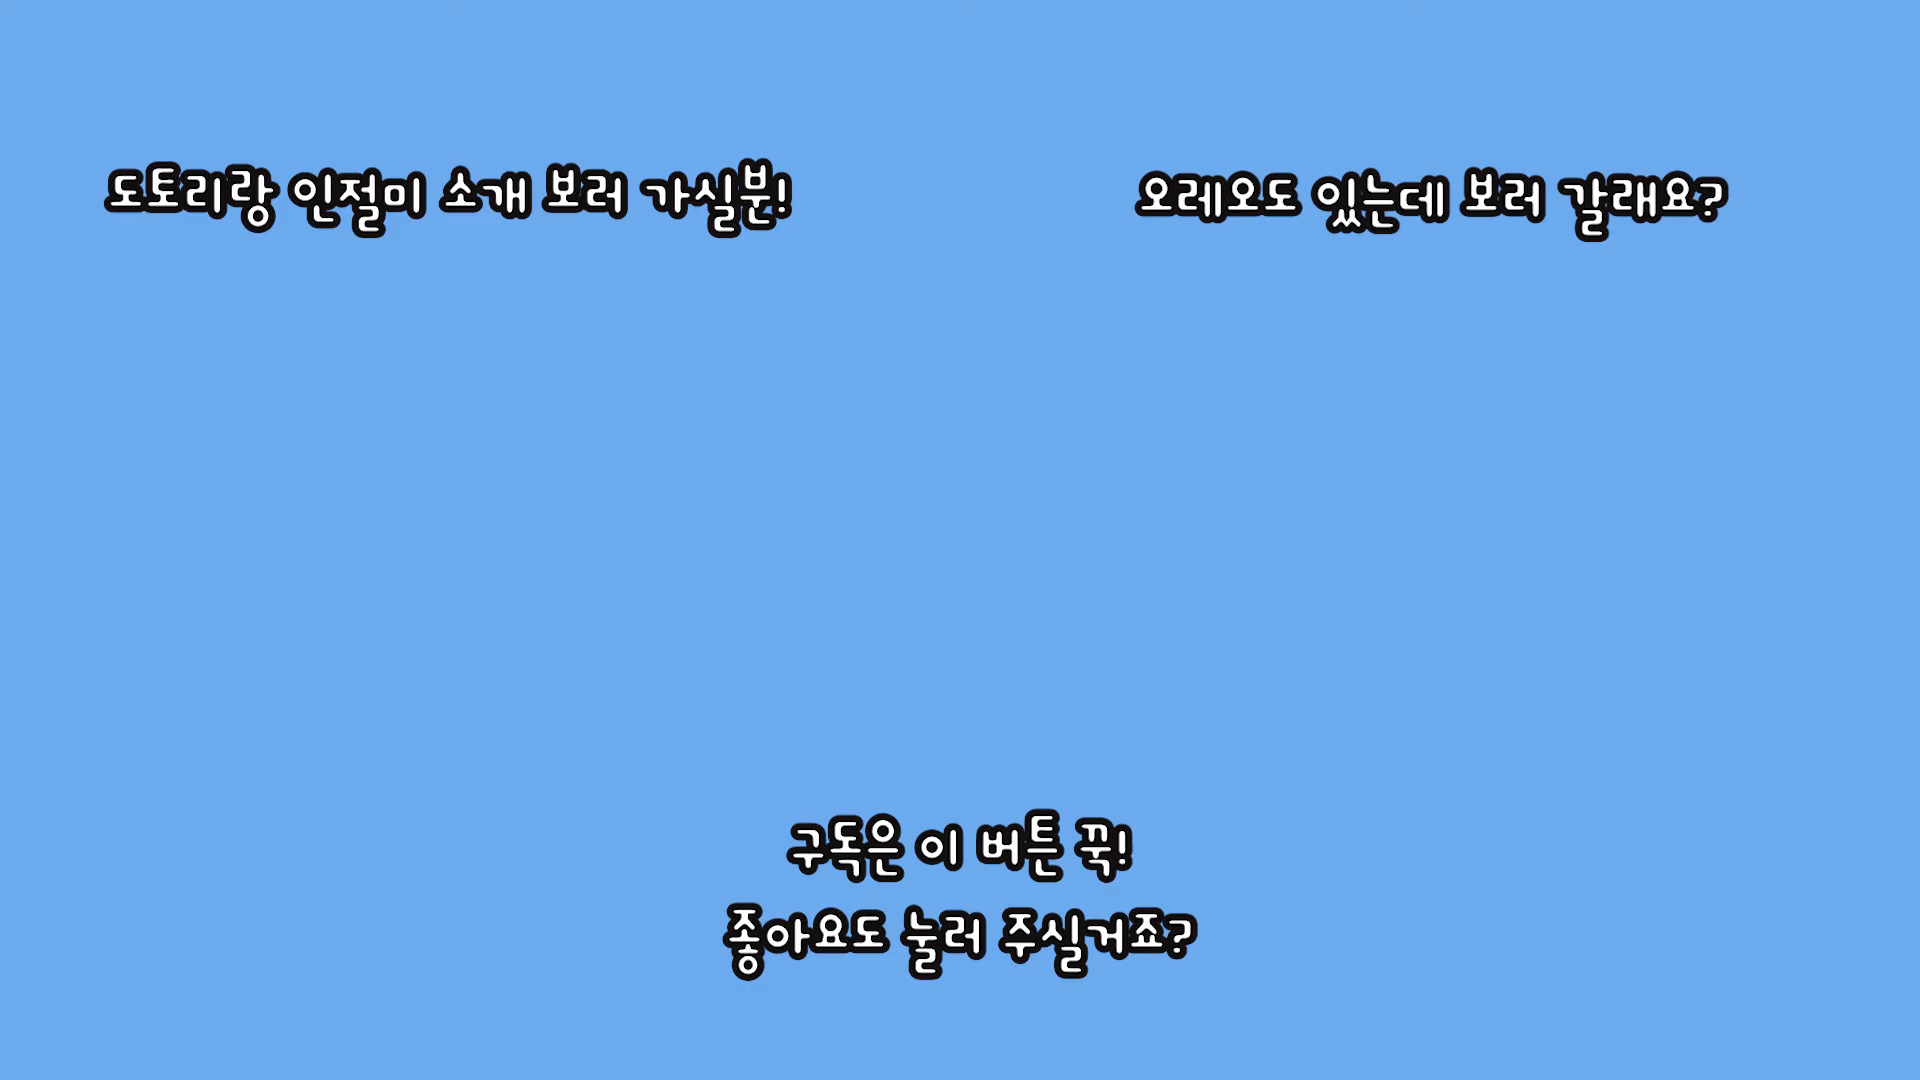 도토리랑 인절미 소개 보러 가실분!
오레오도 있는데 보러 갈래요?
구독은 이 버튼 꾹!
좋아요도 눌러 주실거죠?